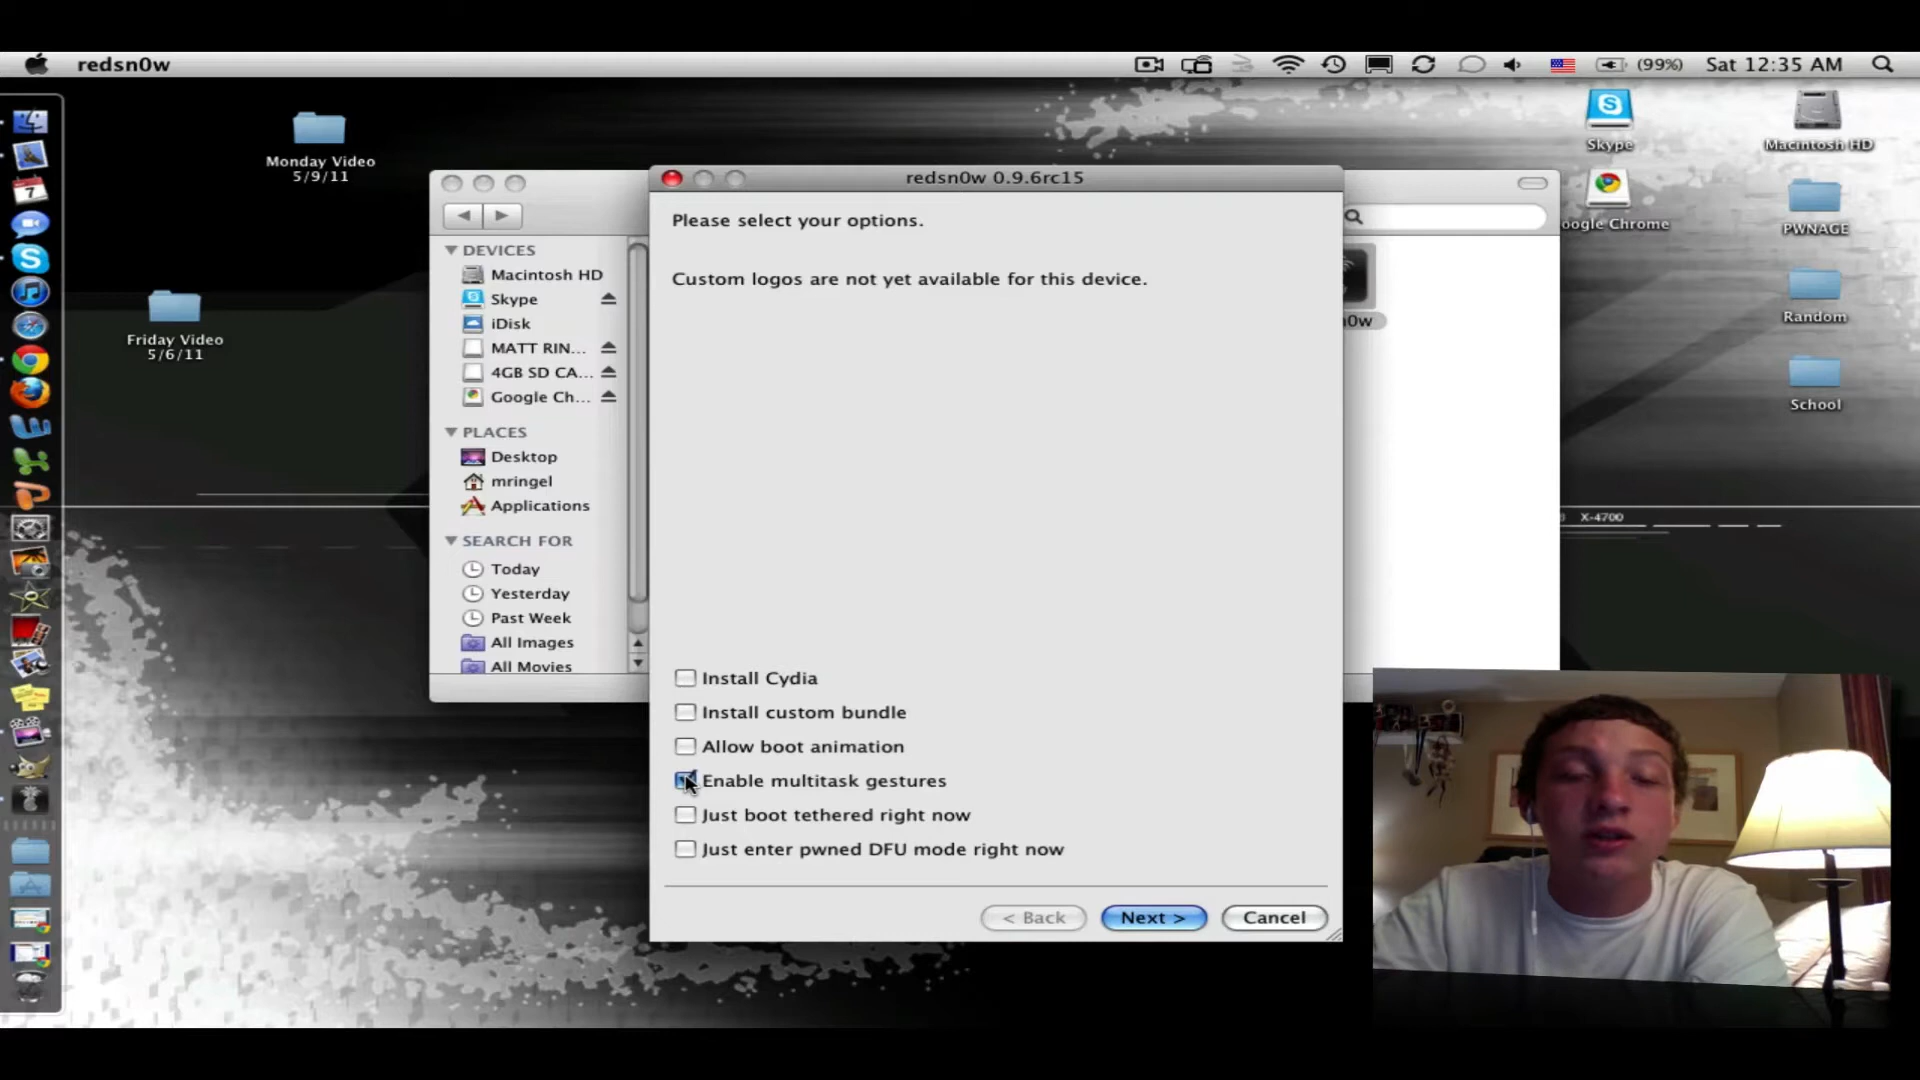 redsn0w
(99%)
Sat 12:35 AM
Monday Video
5/9/11
Friday Video
5/6/11
Skype
Macintosh HD
oogle Chrome
PWNAGE
Random
School
X-4700
7
DEVICES
Macintosh HD
Skype
iDisk
MATT RIN...
4GB SD CA...
Google Ch...
PLACES
Desktop
mringel
Applications
SEARCH FOR
Today
Yesterday
Past Week
All Images
All Movies
n0w
redsn0w 0.9.6rc15
Please select your options.
Custom logos are not yet available for this device.
Install Cydia
Install custom bundle
Allow boot animation
Enable multitask gestures
Just boot tethered right now
Just enter pwned DFU mode right now
< Back
Next >
Cancel